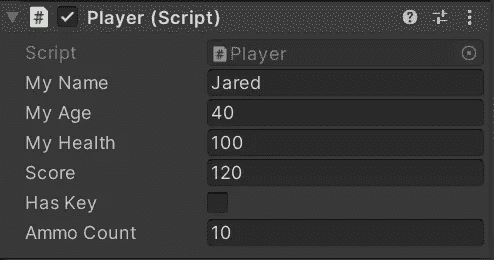 # Player (Script)
Script # Player
My Name Jared
My Age 40
My Health 100
Score 120
Has Key
Ammo Count 10